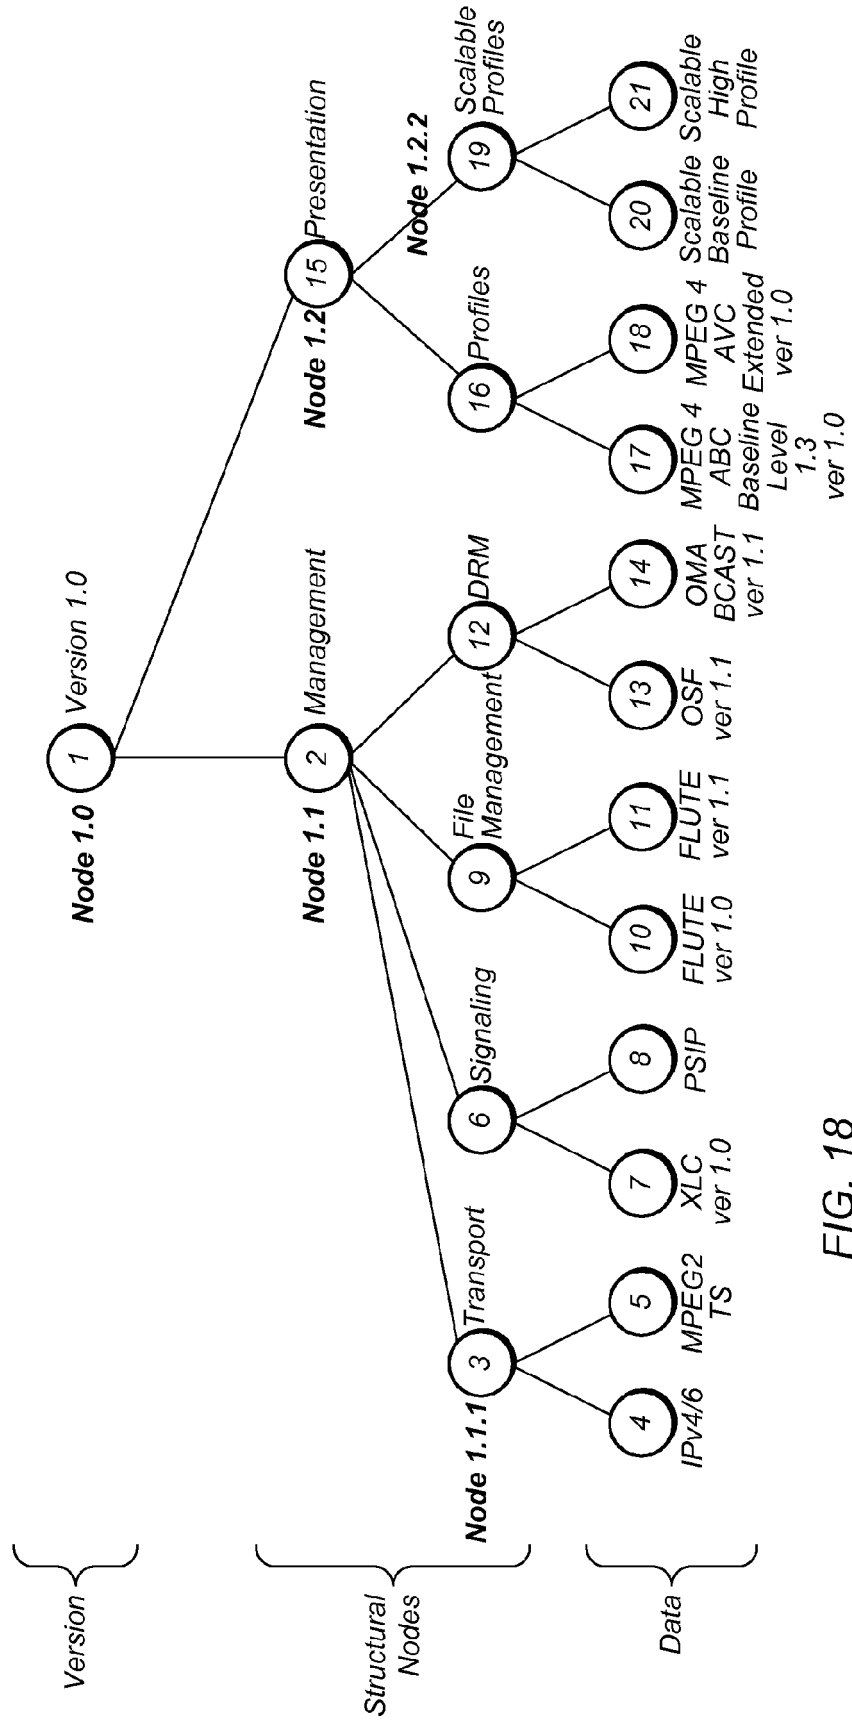 Version
Node 1.0
1
Version 1.0
Structural
Nodes
Node 1.1
2
Management
Node 1.2
15
Presentation
Node 1.1.1
3
Transport
6
Signaling
9
File
Management
12
DRM
16
Profiles
Node 1.2.2
19
Scalable
Profiles
Data
4
IPv4/6
5
MPEG2
TS
7
XLC
ver 1.0
8
PSIP
10
FLUTE
ver 1.0
11
FLUTE
ver 1.1
13
OSF
ver 1.1
14
OMA
BCAST
ver 1.1
17
MPEG 4
ABC
Baseline
Level
1.3
ver 1.0
18
MPEG 4
AVC
Extended
ver 1.0
20
Scalable
Baseline
Profile
21
Scalable
High
Profile
FIG. 18